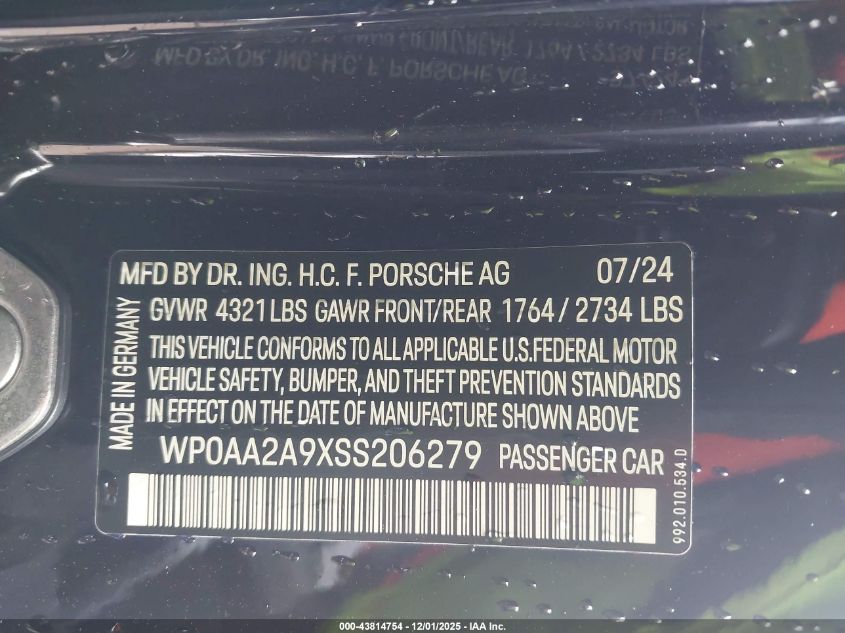 MFD BY DR. ING. H.C. F. PORSCHE AG 07/24
GVWR 4321 LBS GAWR FRONT/REAR 1764 / 2734 LBS
THIS VEHICLE CONFORMS TO ALL APPLICABLE U.S.FEDERAL MOTOR
VEHICLE SAFETY, BUMPER, AND THEFT PREVENTION STANDARDS
IN EFFECT ON THE DATE OF MANUFACTURE SHOWN ABOVE
WP0AA2A9XSS206279 PASSENGER CAR
MADE IN GERMANY
992.010.534.D
000-43814754 - 12/01/2025 - IAA Inc.